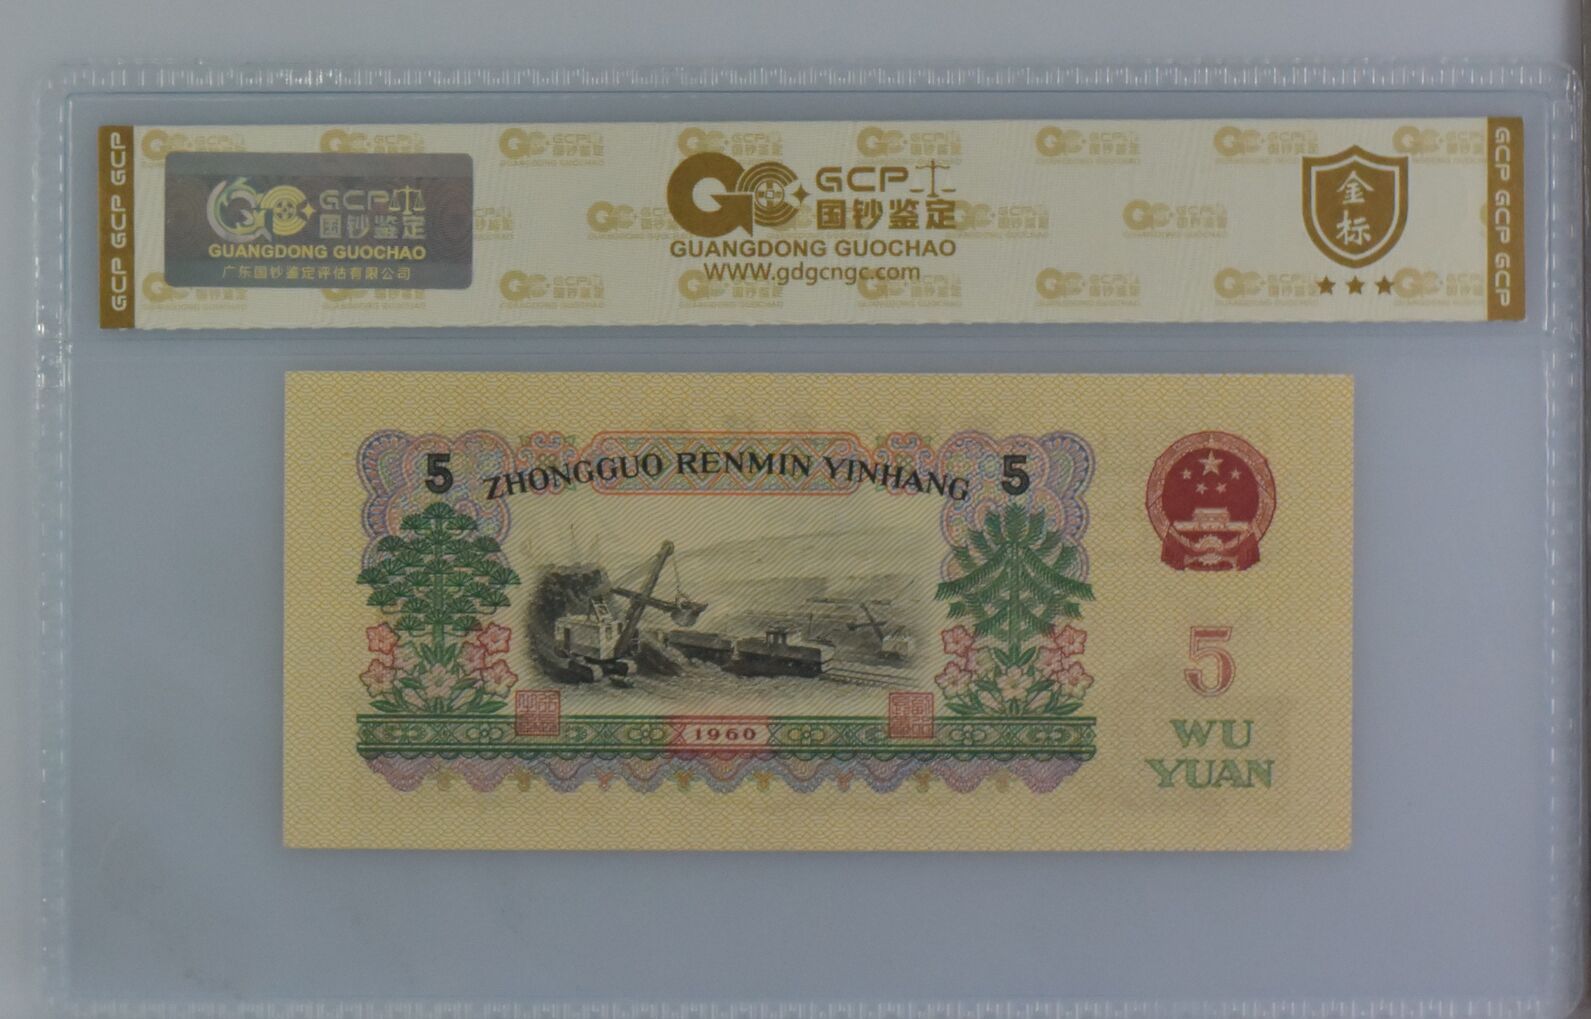 GCP GCP GCP
GCP
国钞鉴定
GUANGDONG GUOCHAO
广东国钞鉴定评估有限公司
GCP
国钞鉴定
GUANGDONG GUOCHAO
WWW.gdgcngc.com
金
标
GCP GCP GCP
5
ZHONGGUO RENMIN YINHANG
5
1960
5
WU
YUAN